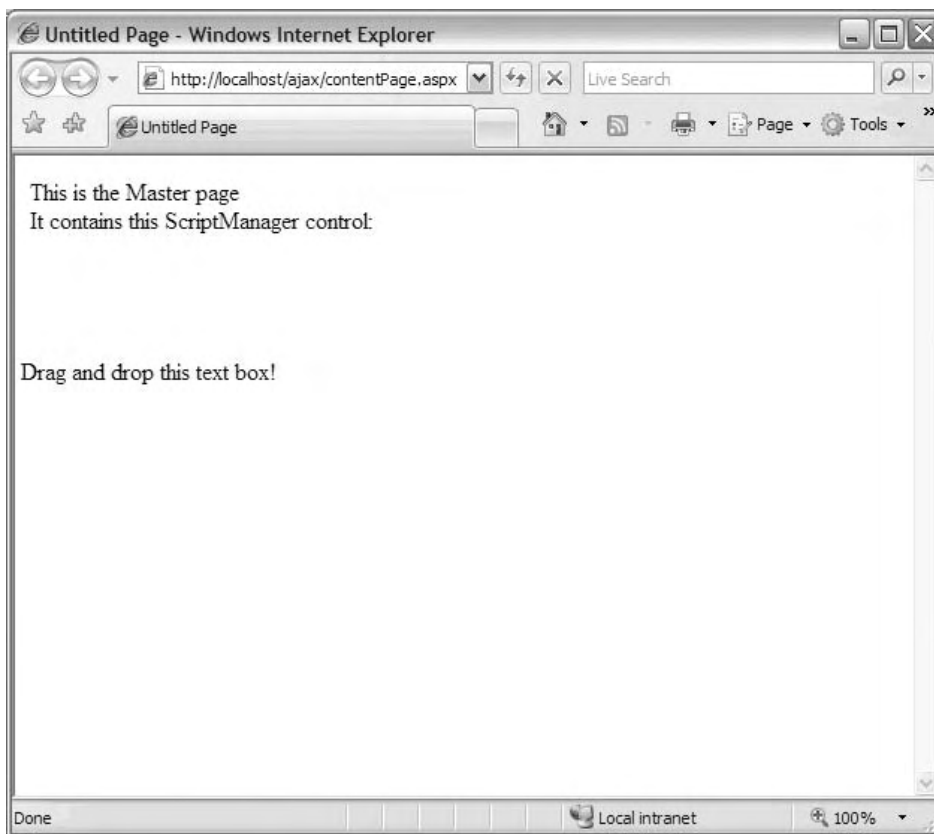 Untitled Page - Windows Internet Explorer
http://localhost/ajax/contentPage.aspx
Live Search
Untitled Page
Page
Tools
»
This is the Master page
It contains this ScriptManager control:
Drag and drop this text box!
Done
Local intranet
100%